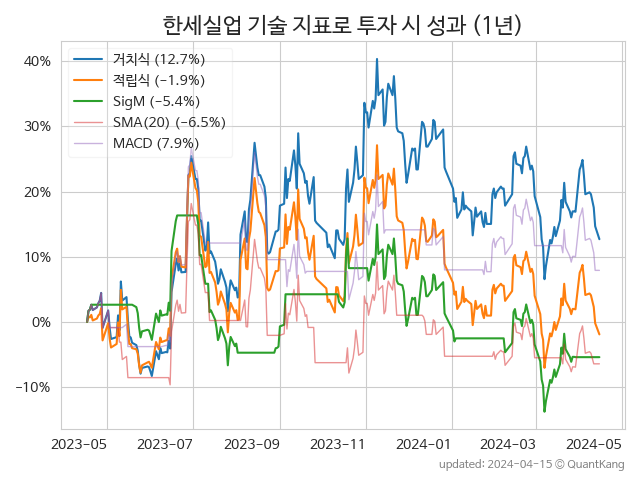 한세실업 기술 지표로 투자 시 성과 (1년)
거치식 (12.7%)
적립식 (−1.9%)
SigM (−5.4%)
SMA(20) (−6.5%)
MACD (7.9%)
40%
30%
20%
10%
0%
−10%
2023-05 2023-07 2023-09 2023-11 2024-01 2024-03 2024-05
updated: 2024-04-15 © QuantKang